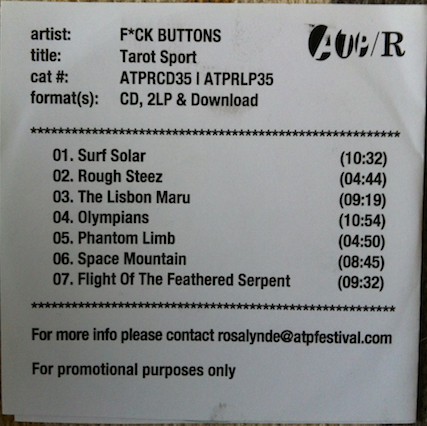 artist: F*CK BUTTONS
title: Tarot Sport
cat #: ATPRCD35 | ATPRLP35
format(s): CD, 2LP & Download
ATP/R
****************************************************************
01. Surf Solar (10:32)
02. Rough Steez (04:44)
03. The Lisbon Maru (09:19)
04. Olympians (10:54)
05. Phantom Limb (04:50)
06. Space Mountain (08:45)
07. Flight Of The Feathered Serpent (09:32)
****************************************************************
For more info please contact rosalynde@atpfestival.com
For promotional purposes only